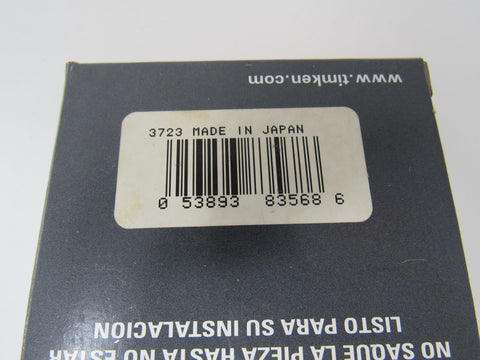 www.timken.com
3723 MADE IN JAPAN
0 53893 83568 6
NO SAQUE LA PIEZA HASTA NO ESTAR
LISTO PARA SU INSTALACION